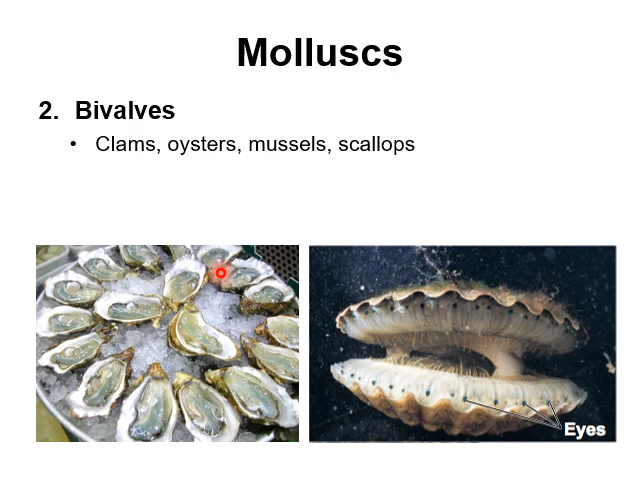 Molluscs
2. Bivalves
• Clams, oysters, mussels, scallops
Eyes